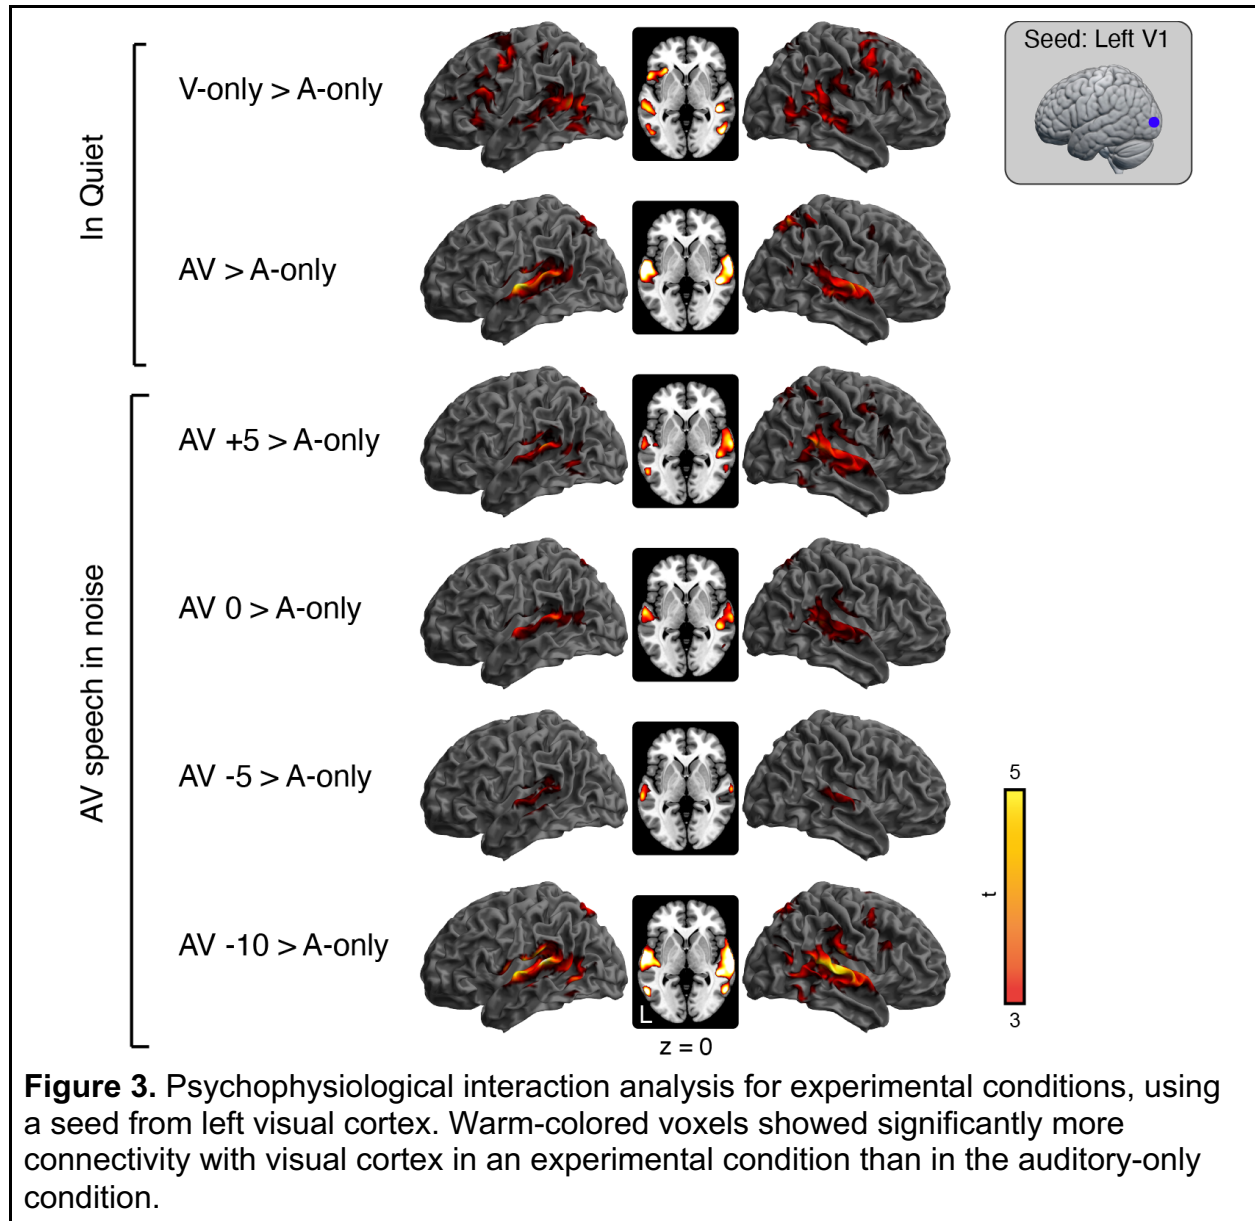 Seed: Left V1
In Quiet
V-only > A-only
AV > A-only
AV speech in noise
AV +5 > A-only
AV 0 > A-only
AV -5 > A-only
AV -10 > A-only
L
z = 0
5
t
3
Figure 3. Psychophysiological interaction analysis for experimental conditions, using
a seed from left visual cortex. Warm-colored voxels showed significantly more
connectivity with visual cortex in an experimental condition than in the auditory-only
condition.